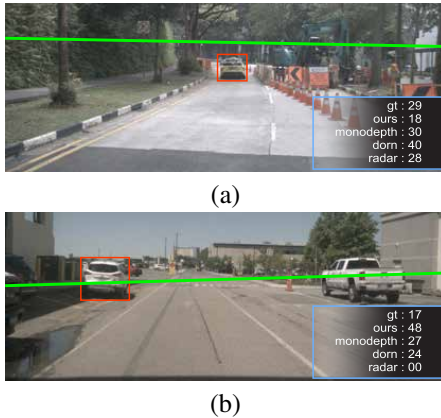 gt : 29
ours : 18
monodepth : 30
dorn : 40
radar : 28
(a)
gt : 17
ours : 48
monodepth : 27
dorn : 24
radar : 00
(b)